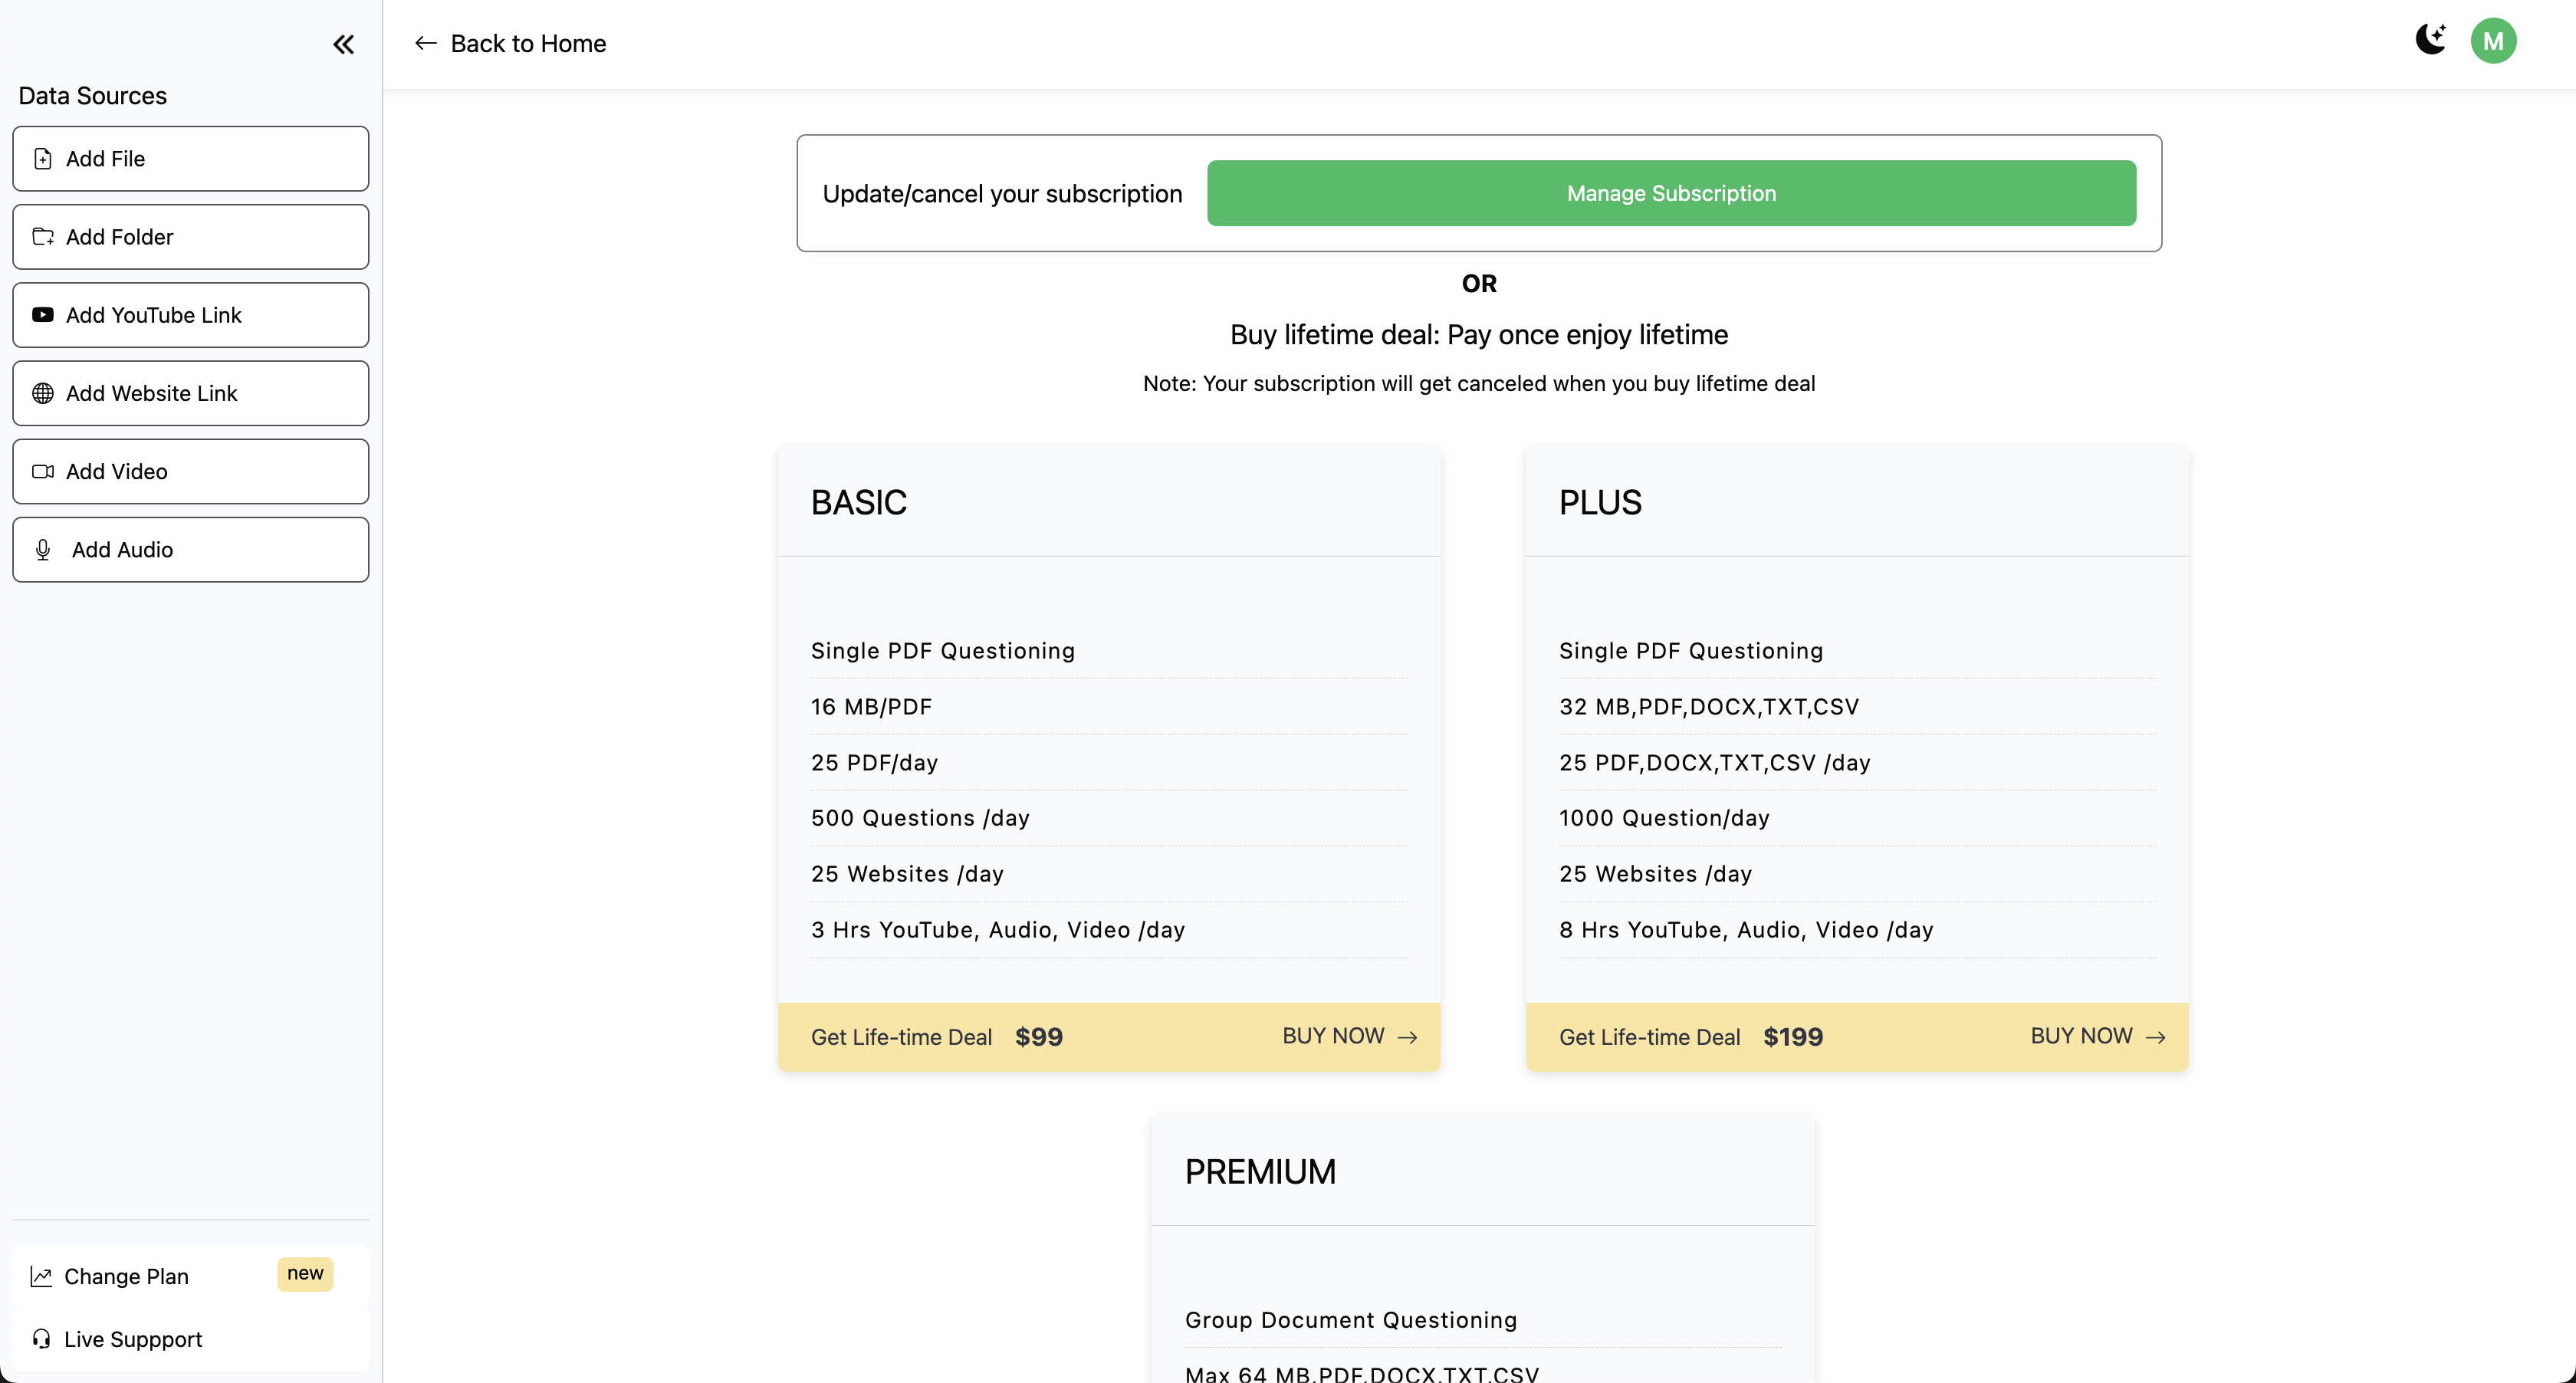 Back to Home
M
Data Sources
Add File
Add Folder
Add YouTube Link
Add Website Link
Add Video
Add Audio
Change Plan
new
Live Suppport
Update/cancel your subscription
Manage Subscription
OR
Buy lifetime deal: Pay once enjoy lifetime
Note: Your subscription will get canceled when you buy lifetime deal
BASIC
Single PDF Questioning
16 MB/PDF
25 PDF/day
500 Questions /day
25 Websites /day
3 Hrs YouTube, Audio, Video /day
Get Life-time Deal $99 BUY NOW →
PLUS
Single PDF Questioning
32 MB,PDF,DOCX,TXT,CSV
25 PDF,DOCX,TXT,CSV /day
1000 Question/day
25 Websites /day
8 Hrs YouTube, Audio, Video /day
Get Life-time Deal $199 BUY NOW →
PREMIUM
Group Document Questioning
Max 64 MB,PDF,DOCX,TXT,CSV